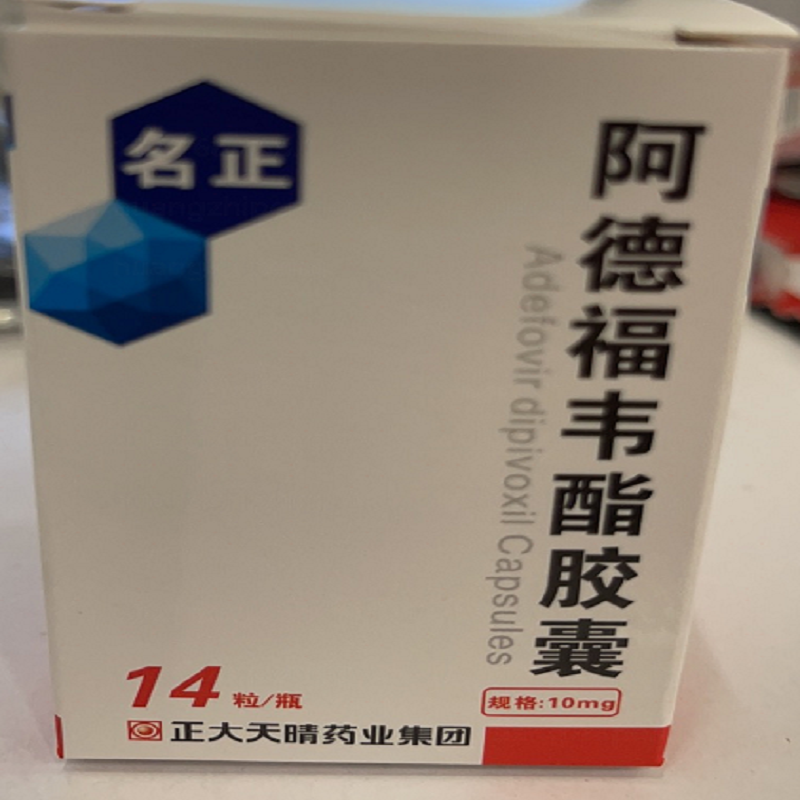 名正
阿德福韦酯胶囊
Adefovir dipivoxil Capsules
14粒/瓶
规格:10mg
正大天晴药业集团